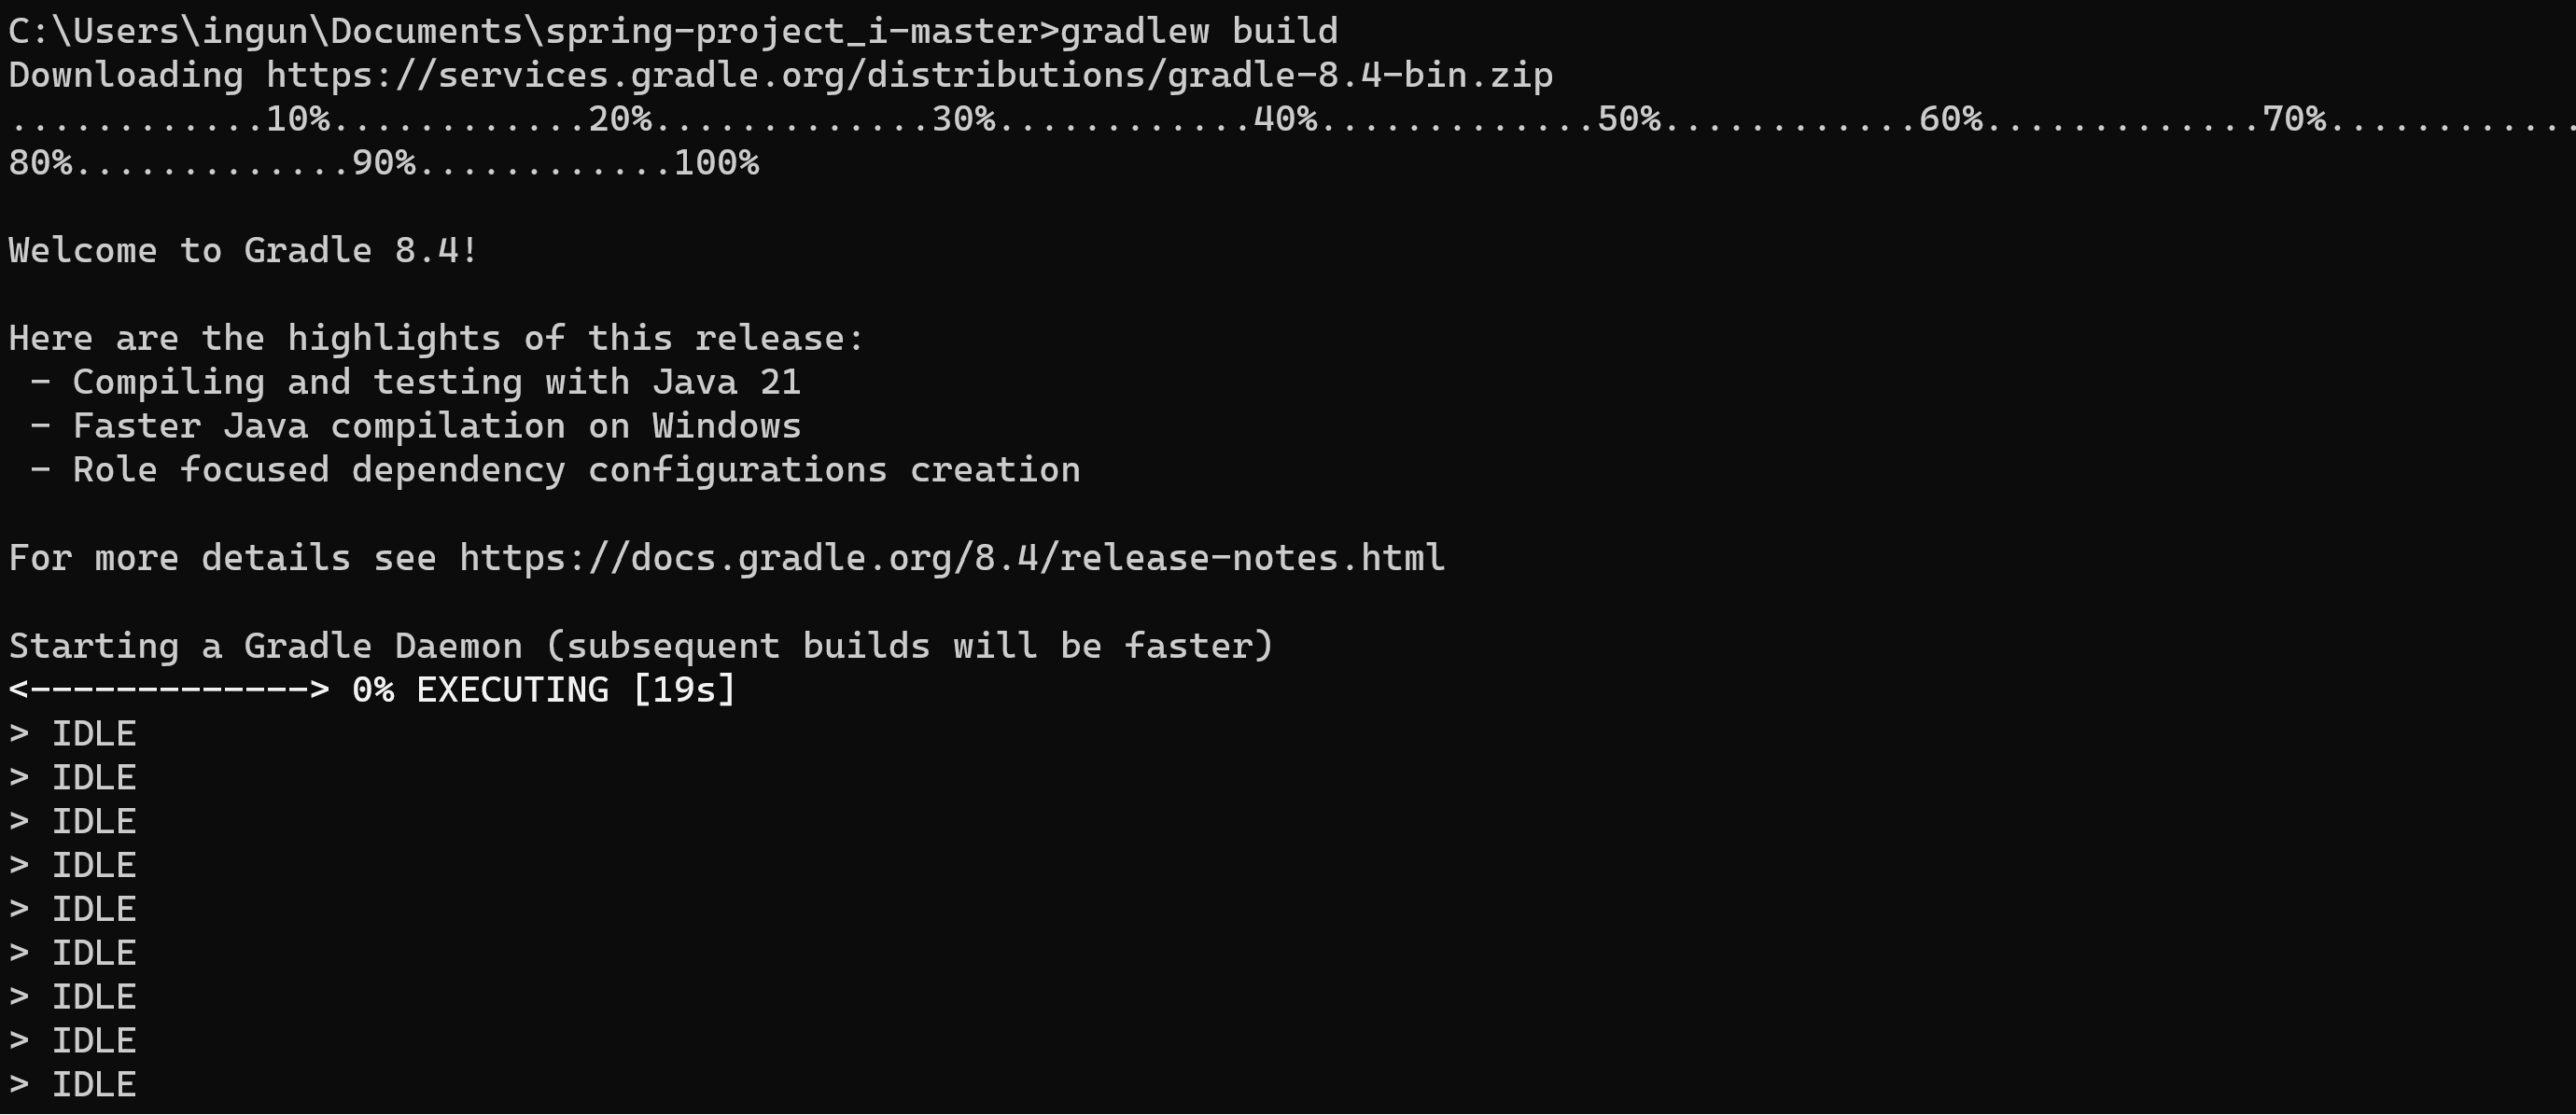 C:\Users\ingun\Documents\spring-project_i-master>gradlew build
Downloading https://services.gradle.org/distributions/gradle-8.4-bin.zip
............10%............20%.............30%............40%.............50%............60%.............70%............
80%.............90%............100%
Welcome to Gradle 8.4!
Here are the highlights of this release:
 - Compiling and testing with Java 21
 - Faster Java compilation on Windows
 - Role focused dependency configurations creation
For more details see https://docs.gradle.org/8.4/release-notes.html
Starting a Gradle Daemon (subsequent builds will be faster)
<-------------> 0% EXECUTING [19s]
> IDLE
> IDLE
> IDLE
> IDLE
> IDLE
> IDLE
> IDLE
> IDLE
> IDLE